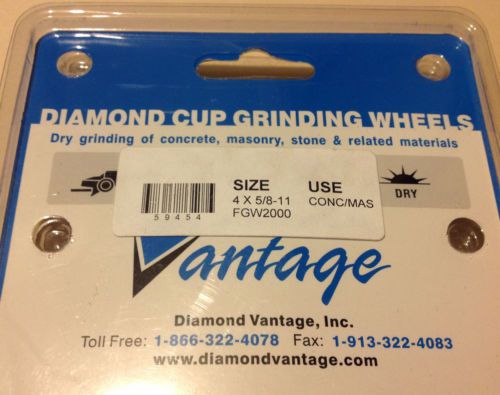 DIAMOND CUP GRINDING WHEELS
Dry grinding of concrete, masonry, stone & related materials
SIZE USE
4 X 5/8-11 CONC/MAS
FGW2000
59454
DRY
Vantage
Diamond Vantage, Inc.
Toll Free: 1-866-322-4078 Fax: 1-913-322-4083
www.diamondvantage.com